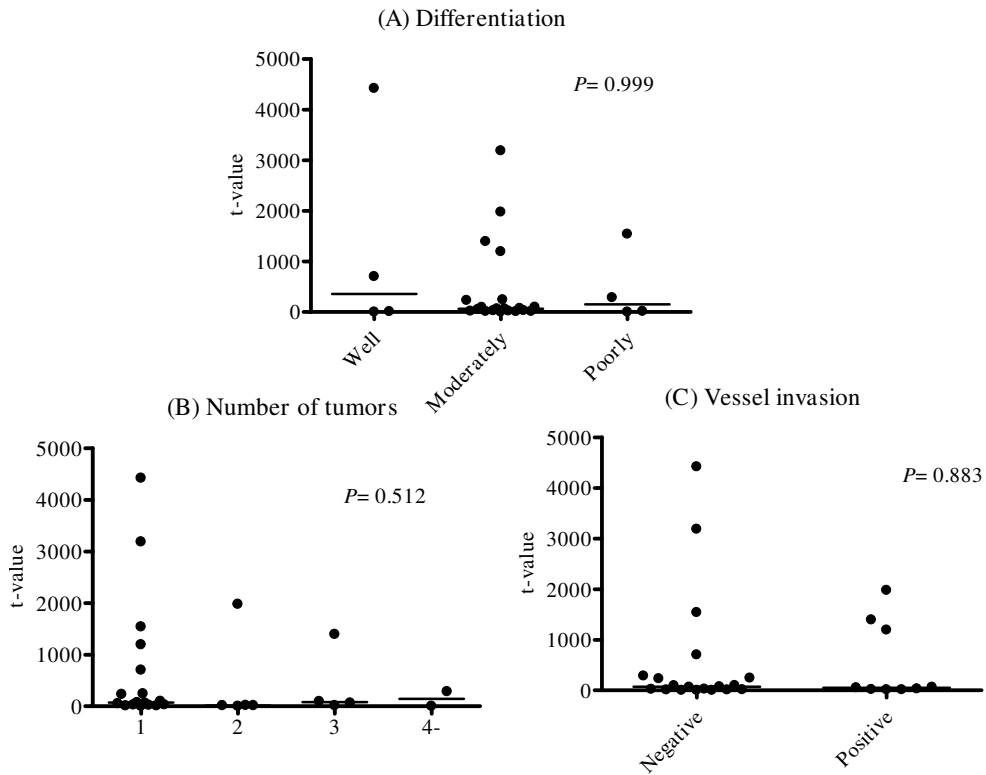 (A) Differentiation
5000
4000
3000
2000
1000
0
t-value
P= 0.999
Well
Moderately
Poorly
(B) Number of tumors
5000
4000
3000
2000
1000
0
t-value
P= 0.512
1
2
3
4-
(C) Vessel invasion
5000
4000
3000
2000
1000
0
t-value
P= 0.883
Negative
Positive